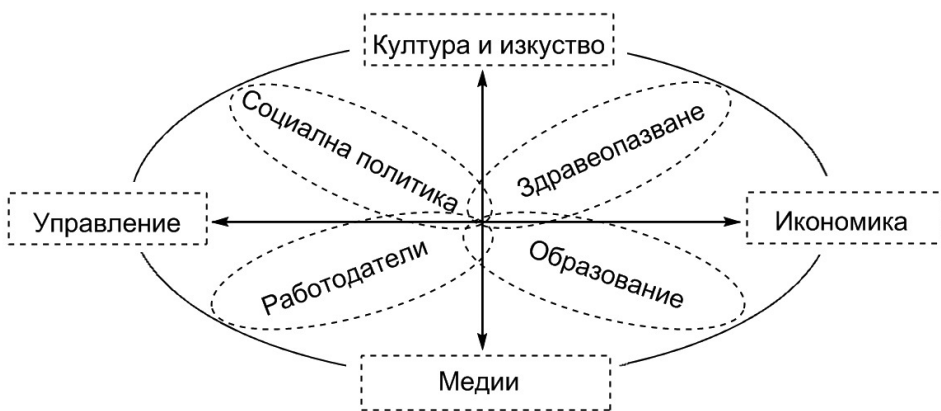 Култура и изкуство
Социална политика
Здравеопазване
Управление
Икономика
Работодатели
Образование
Медии